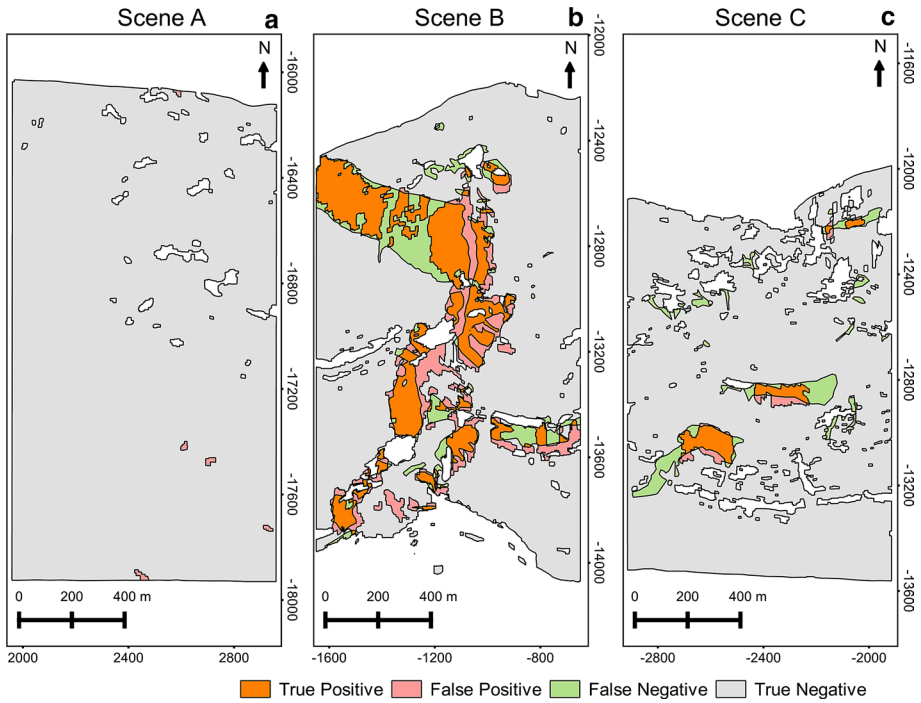 Scene A
a
Scene B
b
Scene C
c
N
N
N
-16000
-16400
-16800
-17200
-17600
-18000
-12000
-12400
-12800
-13200
-13600
-14000
-11600
-12000
-12400
-12800
-13200
-13600
0 200 400 m
0 200 400 m
0 200 400 m
2000 2400 2800
-1600 -1200 -800
-2800 -2400 -2000
True Positive False Positive False Negative True Negative